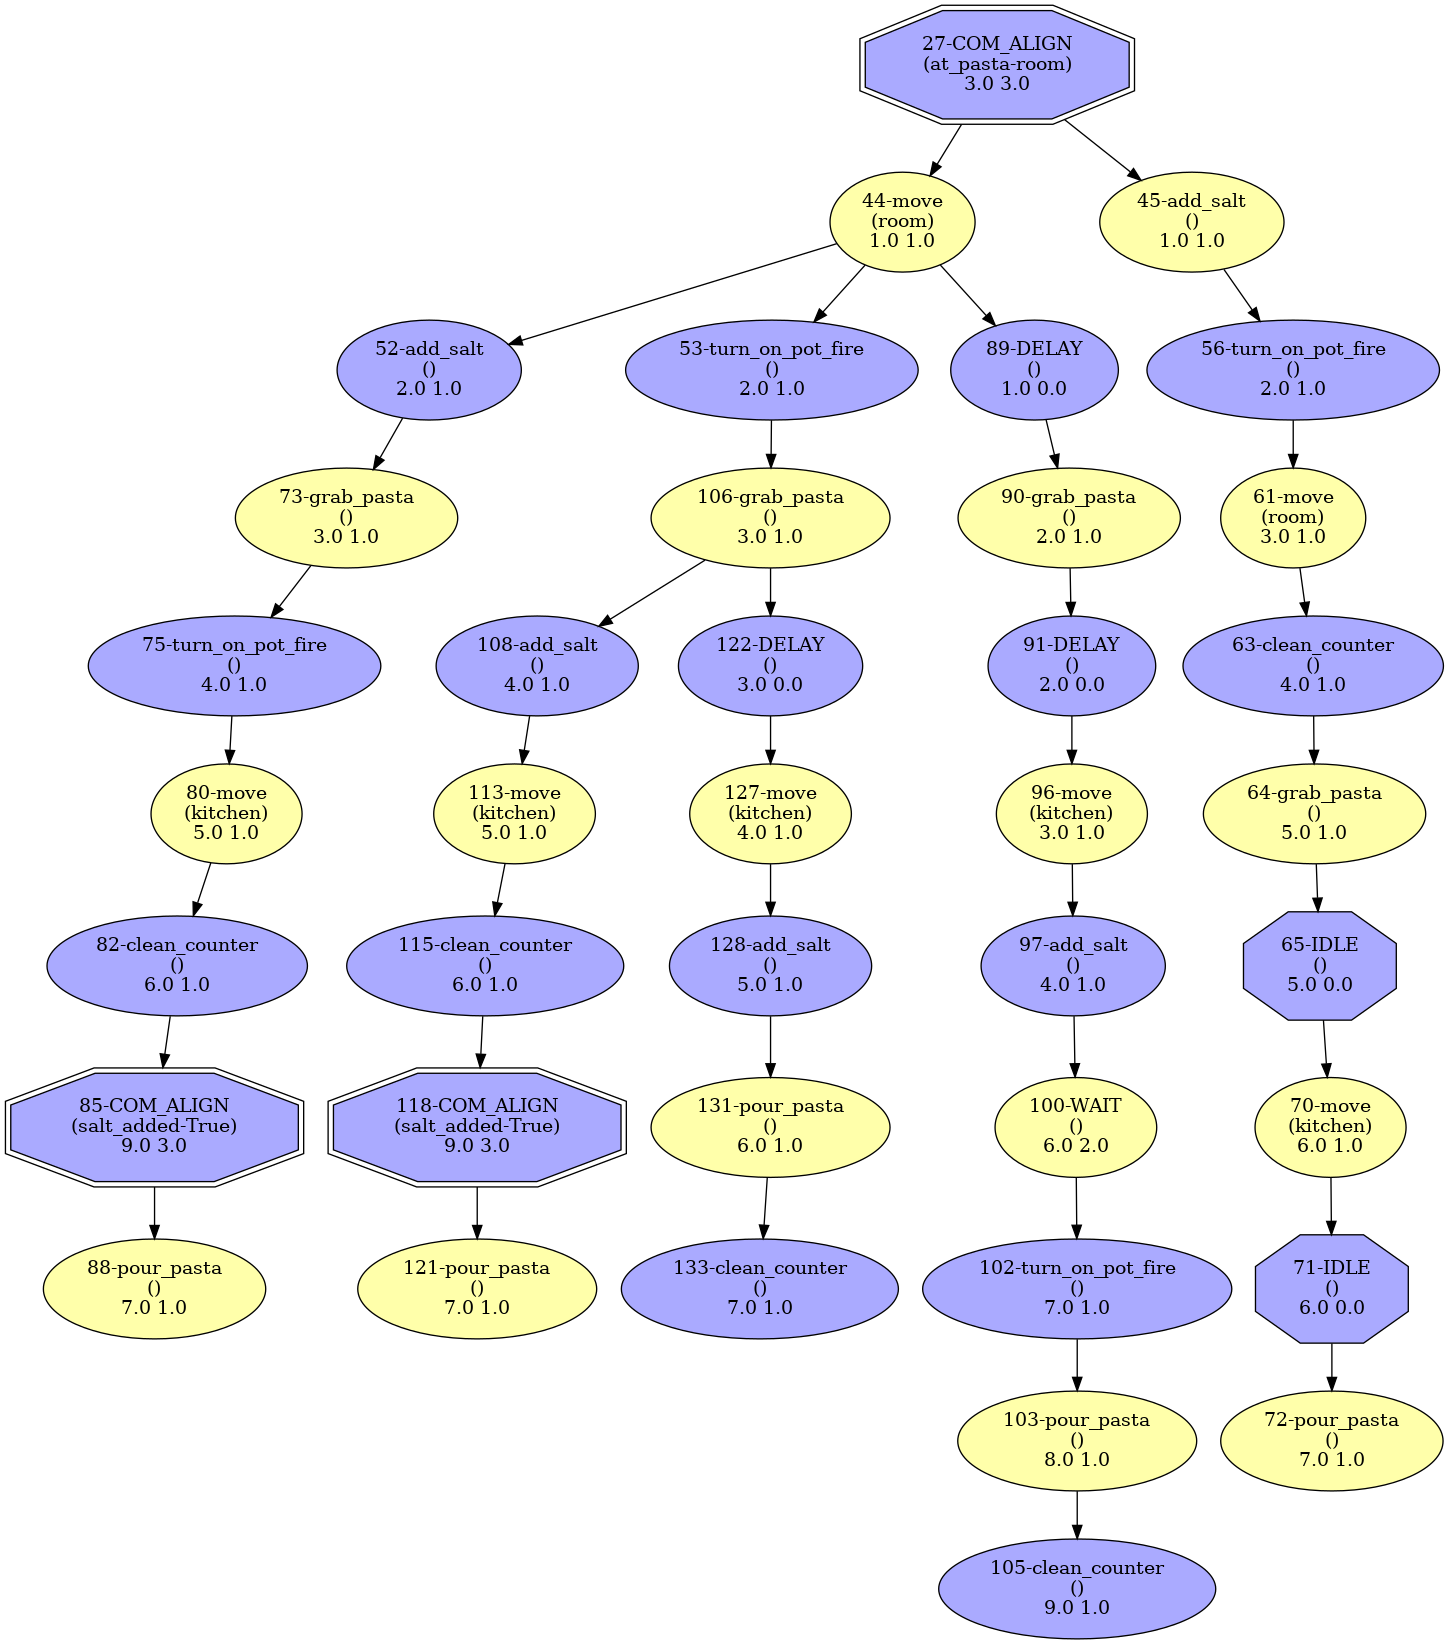 27-COM_ALIGN
(at_pasta-room)
3.0 3.0
44-move
(room)
1.0 1.0
45-add_salt
()
1.0 1.0
52-add_salt
()
2.0 1.0
53-turn_on_pot_fire
()
2.0 1.0
89-DELAY
()
1.0 0.0
56-turn_on_pot_fire
()
2.0 1.0
73-grab_pasta
()
3.0 1.0
106-grab_pasta
()
3.0 1.0
90-grab_pasta
()
2.0 1.0
61-move
(room)
3.0 1.0
75-turn_on_pot_fire
()
4.0 1.0
108-add_salt
()
4.0 1.0
122-DELAY
()
3.0 0.0
91-DELAY
()
2.0 0.0
63-clean_counter
()
4.0 1.0
80-move
(kitchen)
5.0 1.0
113-move
(kitchen)
5.0 1.0
127-move
(kitchen)
4.0 1.0
96-move
(kitchen)
3.0 1.0
64-grab_pasta
()
5.0 1.0
82-clean_counter
()
6.0 1.0
115-clean_counter
()
6.0 1.0
128-add_salt
()
5.0 1.0
97-add_salt
()
4.0 1.0
65-IDLE
()
5.0 0.0
85-COM_ALIGN
(salt_added-True)
9.0 3.0
118-COM_ALIGN
(salt_added-True)
9.0 3.0
131-pour_pasta
()
6.0 1.0
100-WAIT
()
6.0 2.0
70-move
(kitchen)
6.0 1.0
88-pour_pasta
()
7.0 1.0
121-pour_pasta
()
7.0 1.0
133-clean_counter
()
7.0 1.0
102-turn_on_pot_fire
()
7.0 1.0
71-IDLE
()
6.0 0.0
103-pour_pasta
()
8.0 1.0
72-pour_pasta
()
7.0 1.0
105-clean_counter
()
9.0 1.0